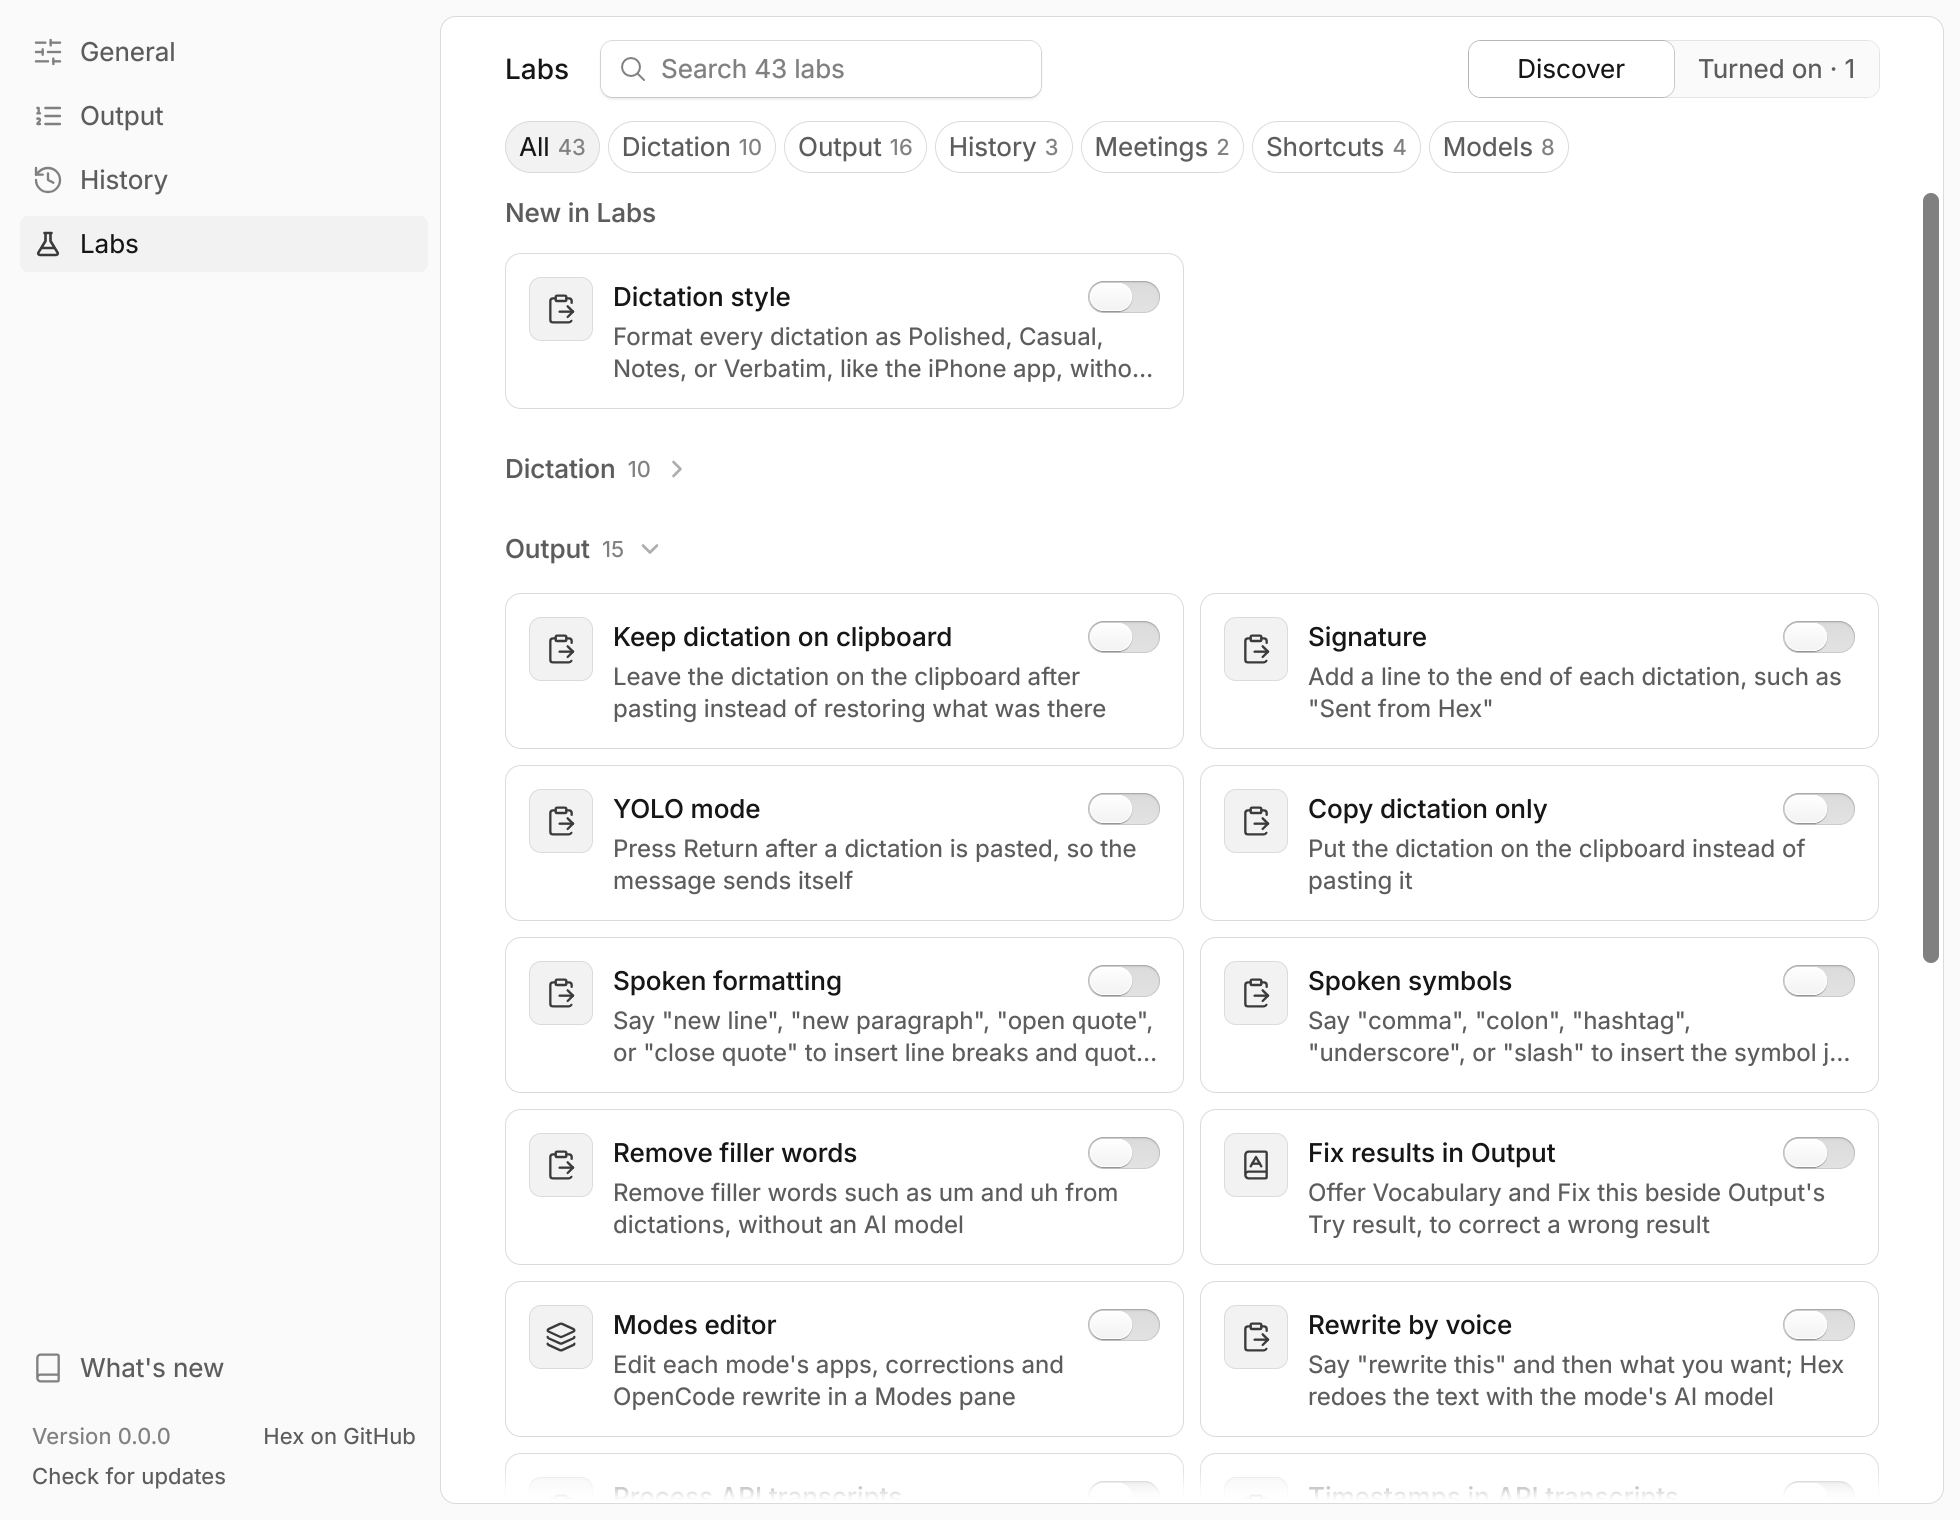 General
Output
History
Labs
What's new
Version 0.0.0
Hex on GitHub
Check for updates
Labs
Search 43 labs
Discover
Turned on · 1
All 43
Dictation 10
Output 16
History 3
Meetings 2
Shortcuts 4
Models 8
New in Labs
Dictation style
Format every dictation as Polished, Casual,
Notes, or Verbatim, like the iPhone app, witho...
Dictation 10
Output 15
Keep dictation on clipboard
Leave the dictation on the clipboard after
pasting instead of restoring what was there
Signature
Add a line to the end of each dictation, such as
"Sent from Hex"
YOLO mode
Press Return after a dictation is pasted, so the
message sends itself
Copy dictation only
Put the dictation on the clipboard instead of
pasting it
Spoken formatting
Say "new line", "new paragraph", "open quote",
or "close quote" to insert line breaks and quot...
Spoken symbols
Say "comma", "colon", "hashtag",
"underscore", or "slash" to insert the symbol j...
Remove filler words
Remove filler words such as um and uh from
dictations, without an AI model
Fix results in Output
Offer Vocabulary and Fix this beside Output's
Try result, to correct a wrong result
Modes editor
Edit each mode's apps, corrections and
OpenCode rewrite in a Modes pane
Rewrite by voice
Say "rewrite this" and then what you want; Hex
redoes the text with the mode's AI model
Process API transcripts
Timestamps in API transcripts